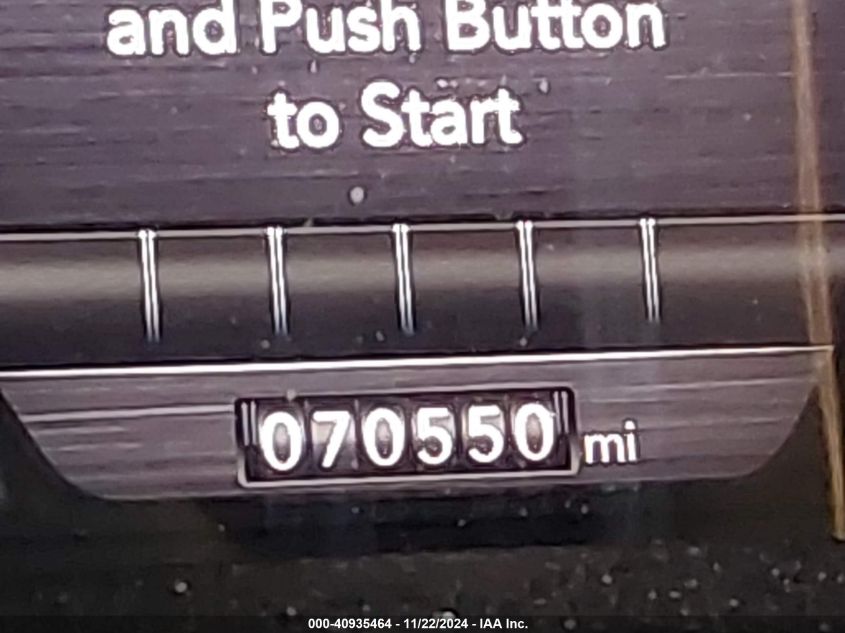 and Push Button
to Start
070550 mi
000-40935464 - 11/22/2024 - IAA Inc.